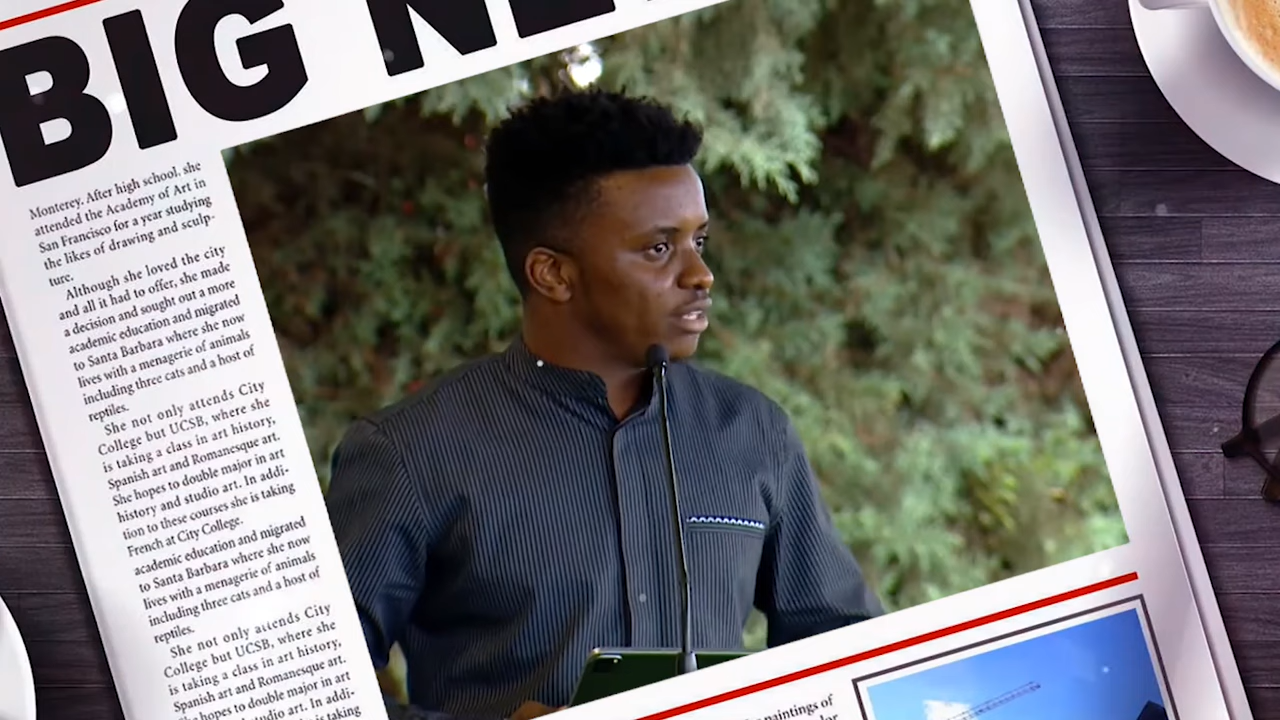 BIG NE
Monterey. After high school, she
attended the Academy of Art in
San Francisco for a year studying
the likes of drawing and sculp-
ture.
Although she loved the city
and all it had to offer, she made
a decision and sought out a more
academic education and migrated
to Santa Barbara where she now
lives with a menagerie of animals
including three cats and a host of
reptiles.
She not only attends City
College but UCSB, where she
is taking a class in art history,
Spanish art and Romanesque art.
She hopes to double major in art
history and studio art. In addi-
tion to these courses she is taking
French at City College.
academic education and migrated
to Santa Barbara where she now
lives with a menagerie of animals
including three cats and a host of
reptiles.
She not only attends City
College but UCSB, where she
is taking a class in art history,
Spanish art and Romanesque art.
She hopes to double major in art
studio art. In addi-
is taking
paintings of